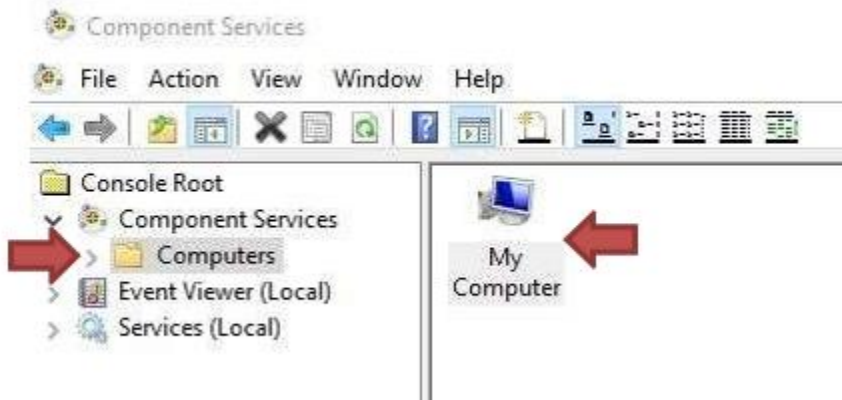 Component Services
File Action View Window Help
Console Root
Component Services
Computers
Event Viewer (Local)
Services (Local)
My
Computer